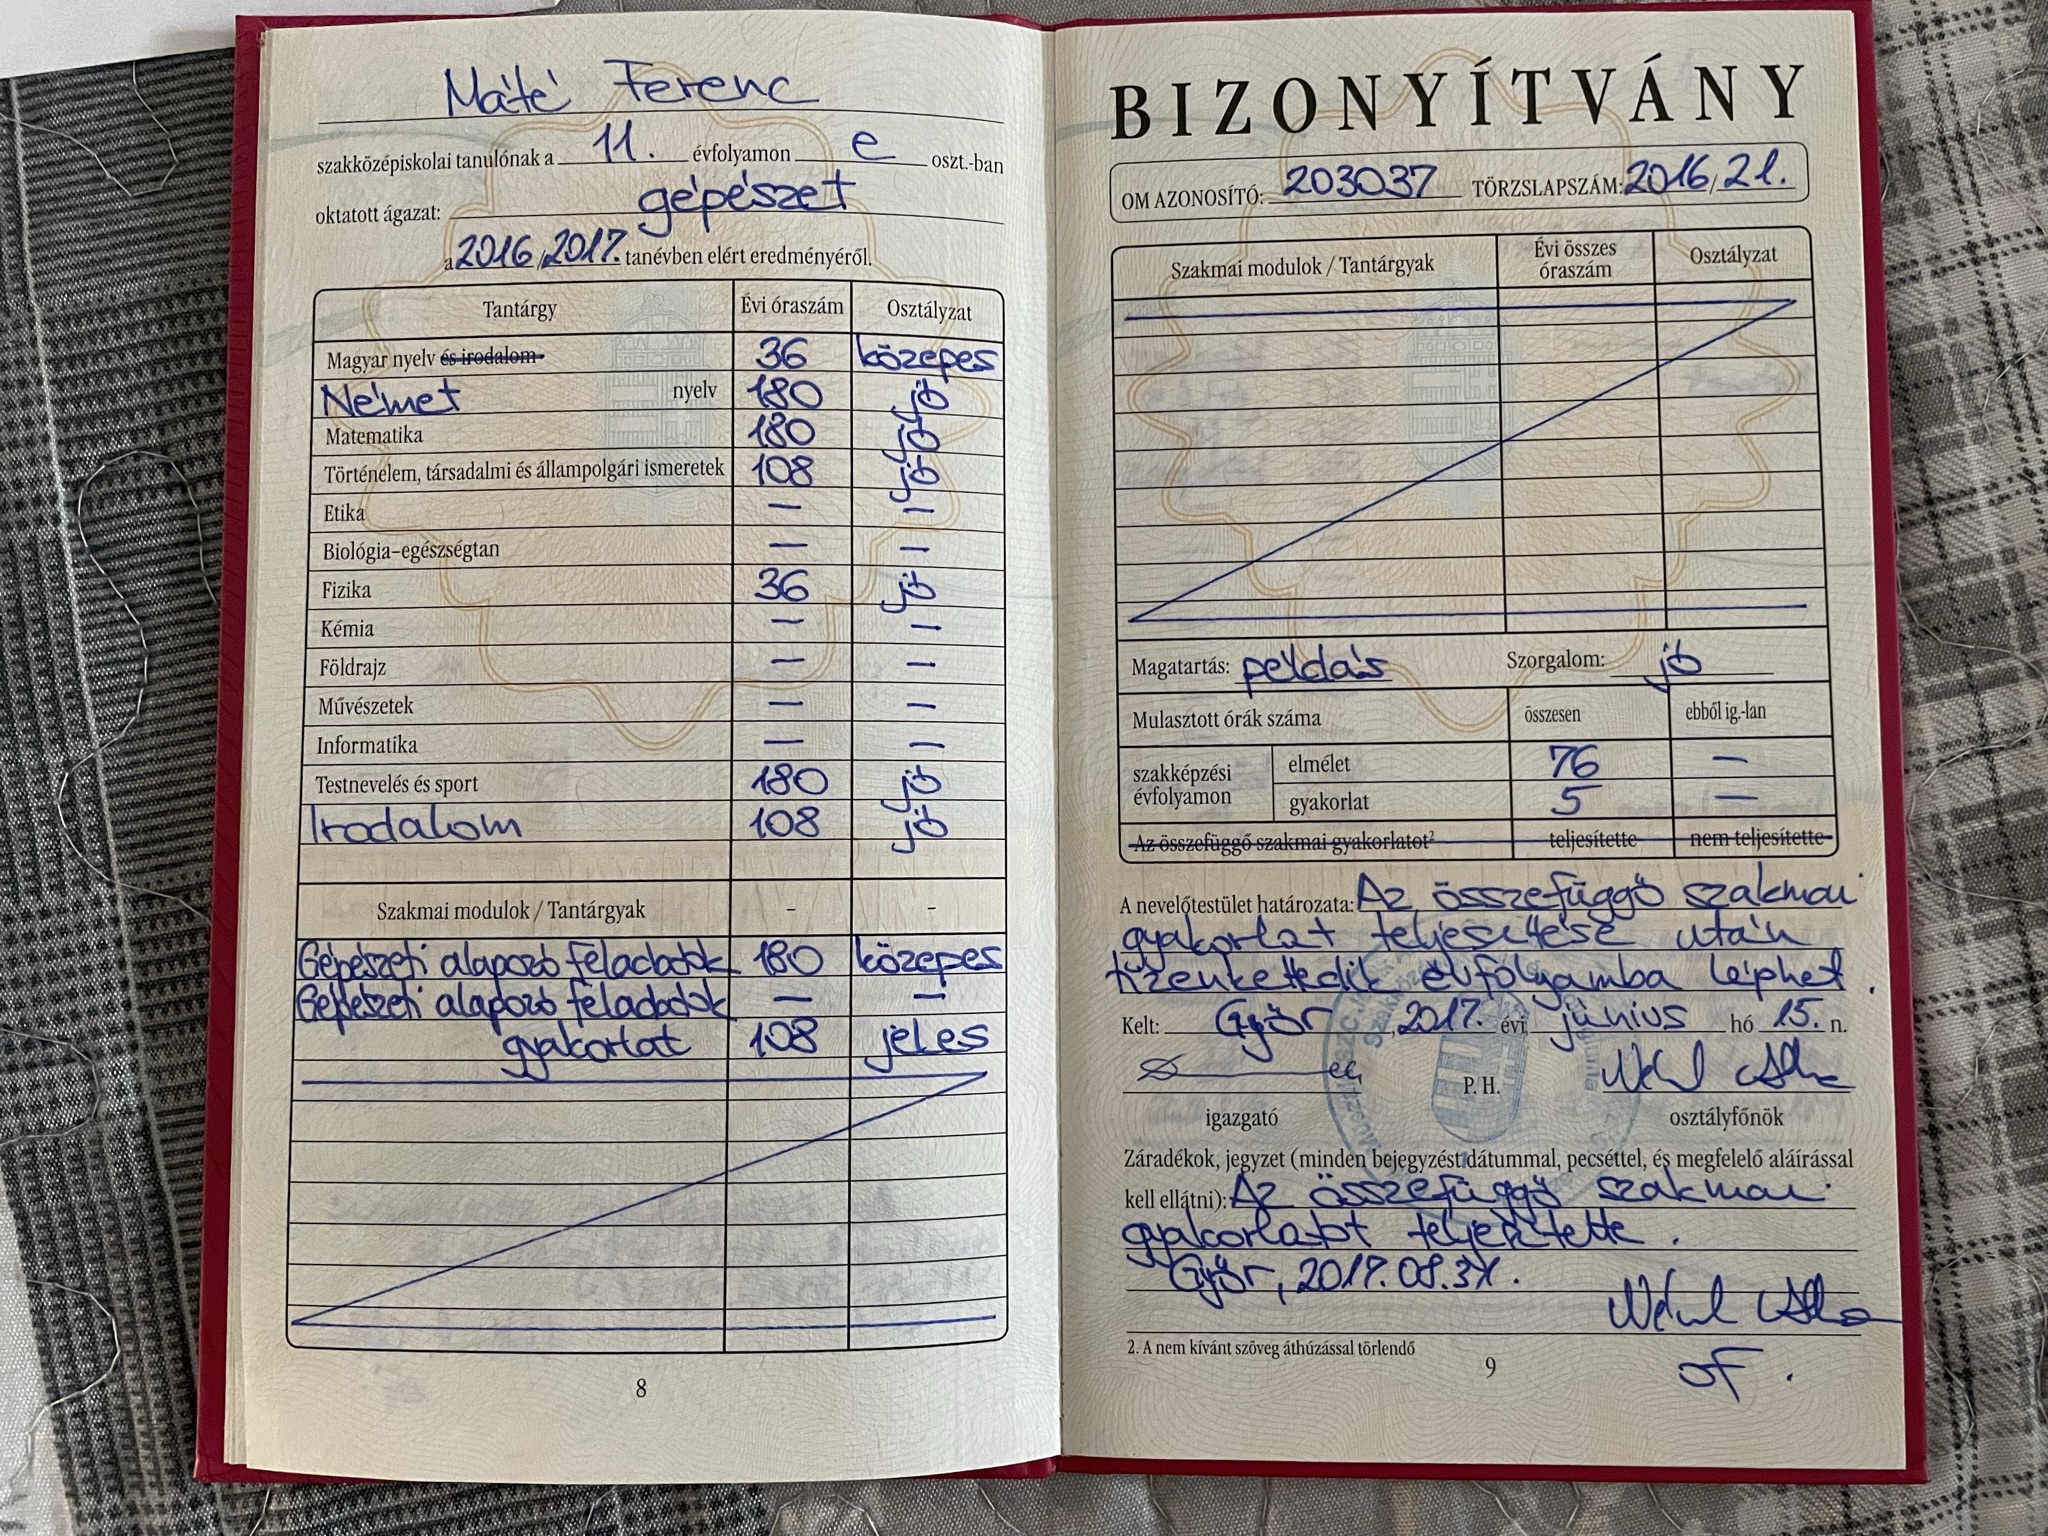 Máté Ferenc
szakközépiskolai tanulónak a 11. évfolyamon e oszt.-ban
oktatott ágazat: gépészet
a 2016/2017. tanévben elért eredményéről.
Tantárgy Évi óraszám Osztályzat
Magyar nyelv és irodalom 36 közepes
Német nyelv 180 jó
Matematika 180 jó
Történelem, társadalmi és állampolgári ismeretek 108 jó
Etika — —
Biológia–egészségtan — —
Fizika 36 jó
Kémia — —
Földrajz — —
Művészetek — —
Informatika — —
Testnevelés és sport 180 jó
Irodalom 108 jó
Szakmai modulok / Tantárgyak – –
Gépészeti alapozó feladatok 180 közepes
Gépészeti alapozó feladatok — —
gyakorlat 108 jeles
8
BIZONYÍTVÁNY
OM AZONOSÍTÓ: 203037 TÖRZSLAPSZÁM: 2016/21.
Szakmai modulok / Tantárgyak Évi összes óraszám Osztályzat
Magatartás: példás Szorgalom: jó
Mulasztott órák száma összesen ebből ig.-lan
szakképzési évfolyamon elmélet 76 —
gyakorlat 5 —
Az összefüggő szakmai gyakorlatot² teljesítette nem teljesítette
A nevelőtestület határozata: Az összefüggő szakmai
gyakorlat teljesítése után
tizenkettedik évfolyamba léphet.
Kelt: Győr, 2017. évi június hó 15. n.
P. H.
igazgató osztályfőnök
Záradékok, jegyzet (minden bejegyzést dátummal, pecséttel, és megfelelő aláírással
kell ellátni): Az összefüggő szakmai
gyakorlatot teljesítette.
Győr, 2017.08.31.
2. A nem kívánt szöveg áthúzással törlendő
of.
9